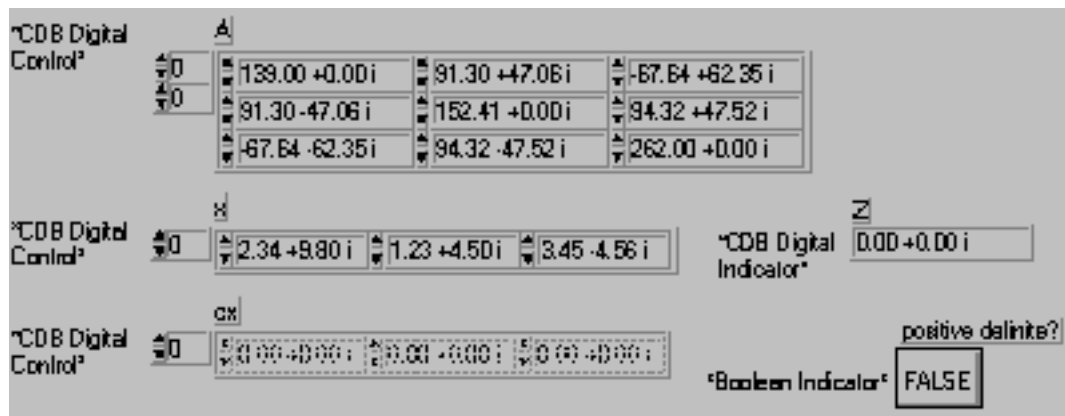 "CDB Digital Control"
A
0
0
139.00 +0.00 i
91.30 +47.06 i
-67.64 +62.35 i
91.30 -47.06 i
152.41 +0.00 i
94.32 +47.52 i
-67.64 -62.35 i
94.32 -47.52 i
262.00 +0.00 i
"CDB Digital Control"
x
0
2.34 +9.80 i
1.23 +4.50 i
3.45 -4.56 i
"CDB Digital Indicator"
Z
0.00 +0.00 i
"CDB Digital Control"
cx
0
0.00 +0.00 i
0.00 +0.00 i
0.00 +0.00 i
positive definite?
"Boolean Indicator"
FALSE